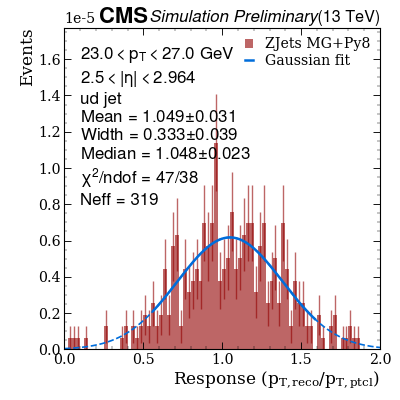 1e-5 CMS Simulation Preliminary (13 TeV)
Events
23.0 < pT < 27.0 GeV
2.5 < |η| < 2.964
ud jet
Mean = 1.049±0.031
Width = 0.333±0.039
Median = 1.048±0.023
χ²/ndof = 47/38
Neff = 319
ZJets MG+Py8
Gaussian fit
1.6
1.4
1.2
1.0
0.8
0.6
0.4
0.2
0.0
0.0 0.5 1.0 1.5 2.0
Response (pT,reco/pT,ptcl)